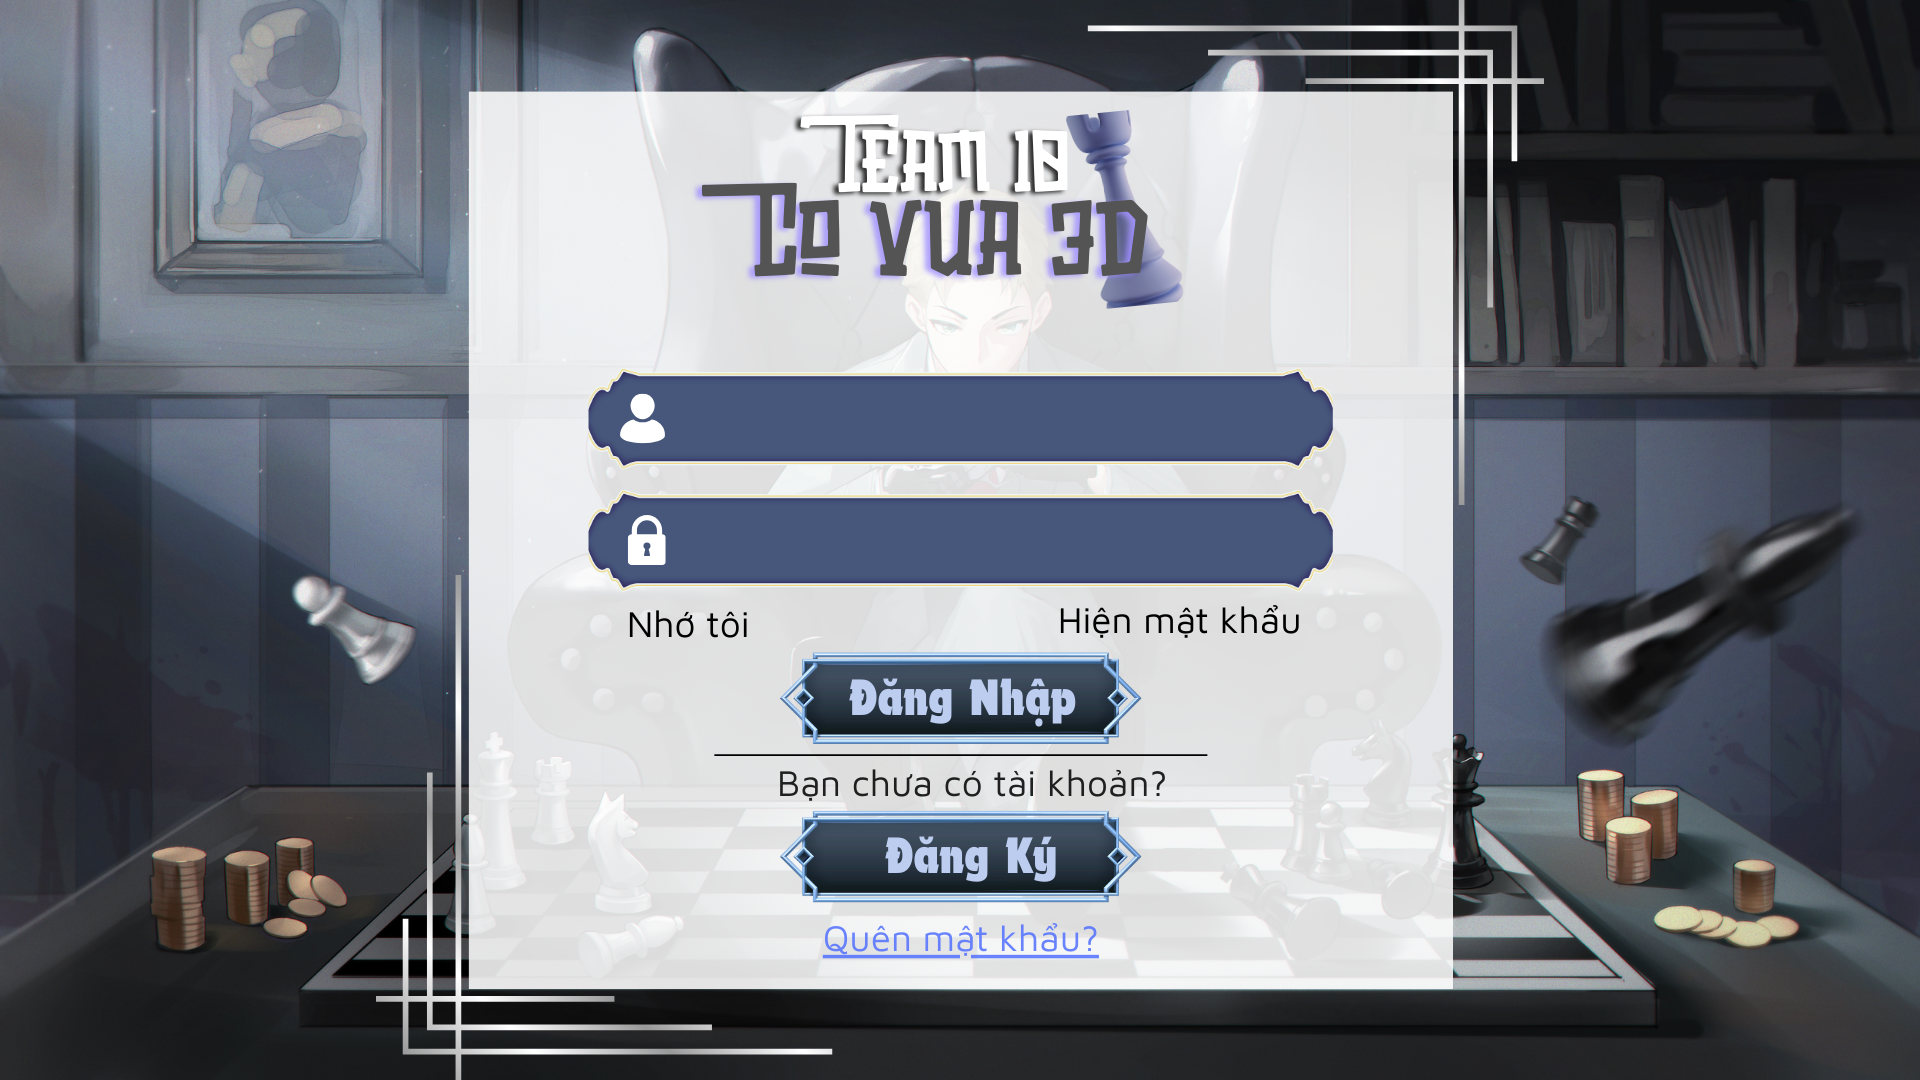 TEAM 10
CO VUA 3D
Nhớ tôi
Hiện mật khẩu
Đăng Nhập
Bạn chưa có tài khoản?
Đăng Ký
Quên mật khẩu?